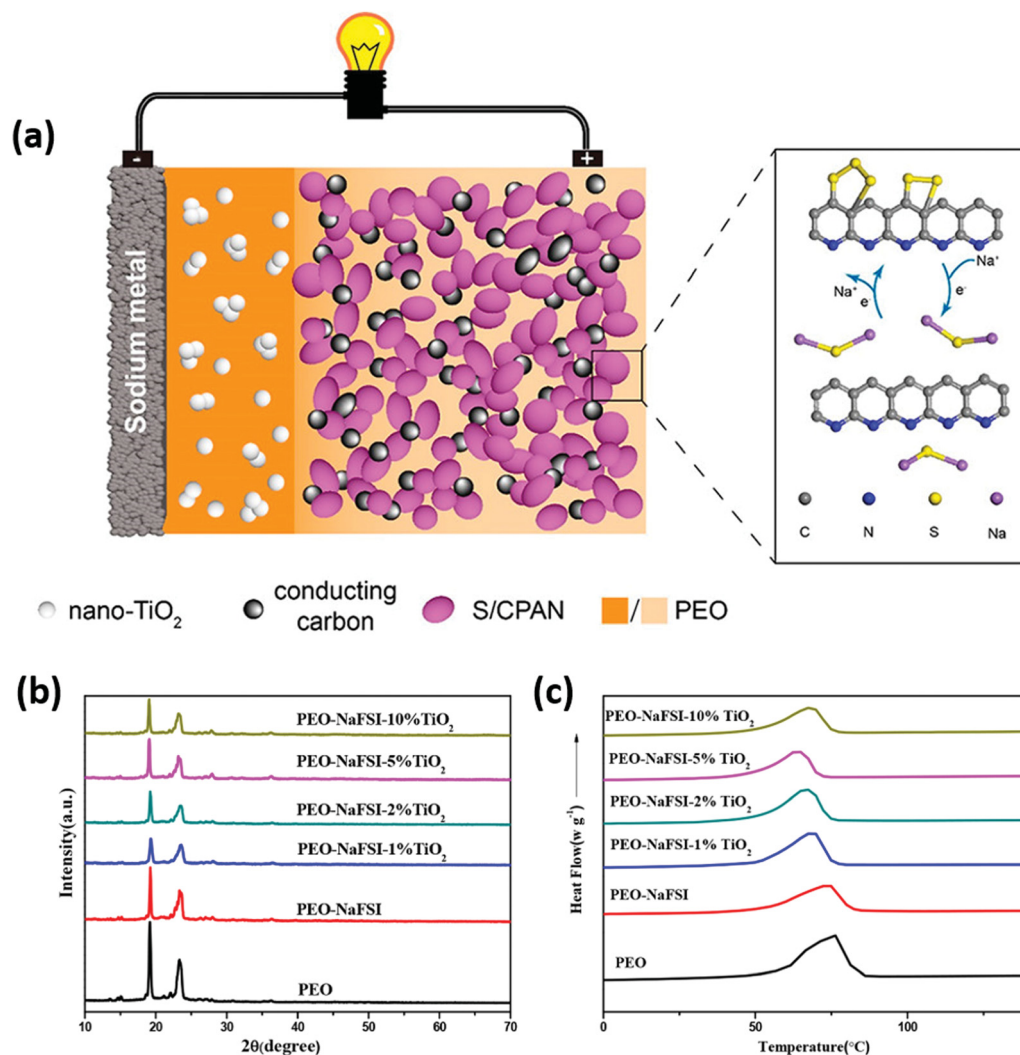 (a)
-
+
Sodium metal
Na⁺
Na⁺
e⁻
e⁻
C N S Na
nano-TiO₂
conducting
carbon
S/CPAN
/
PEO
(b)
Intensity(a.u.)
PEO-NaFSI-10%TiO₂
PEO-NaFSI-5%TiO₂
PEO-NaFSI-2%TiO₂
PEO-NaFSI-1%TiO₂
PEO-NaFSI
PEO
10 20 30 40 50 60 70
2θ(degree)
(c)
Heat Flow(w g⁻¹)
PEO-NaFSI-10% TiO₂
PEO-NaFSI-5% TiO₂
PEO-NaFSI-2% TiO₂
PEO-NaFSI-1% TiO₂
PEO-NaFSI
PEO
0 50 100
Temperature(°C)